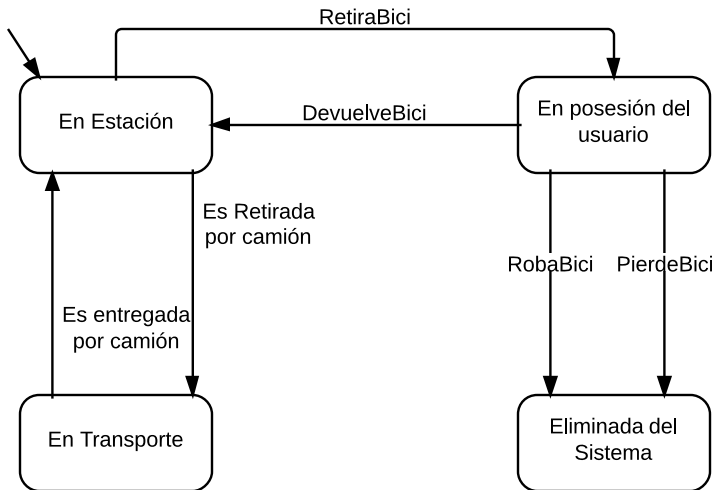 RetiraBici
En Estación
DevuelveBici
En posesión del
usuario
Es Retirada
por camión
RobaBici
PierdeBici
Es entregada
por camión
En Transporte
Eliminada del
Sistema